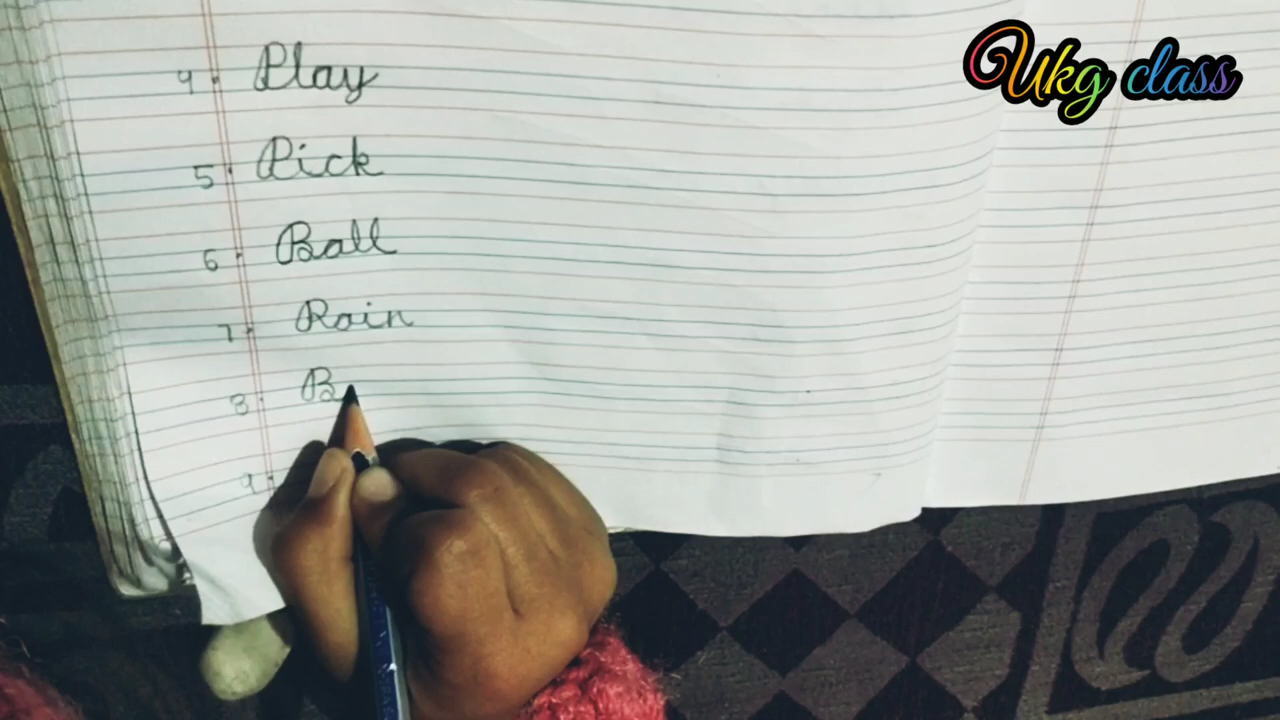 Ukg class
4. Play
5. Pick
6. Ball
7. Rain
8. B
9.